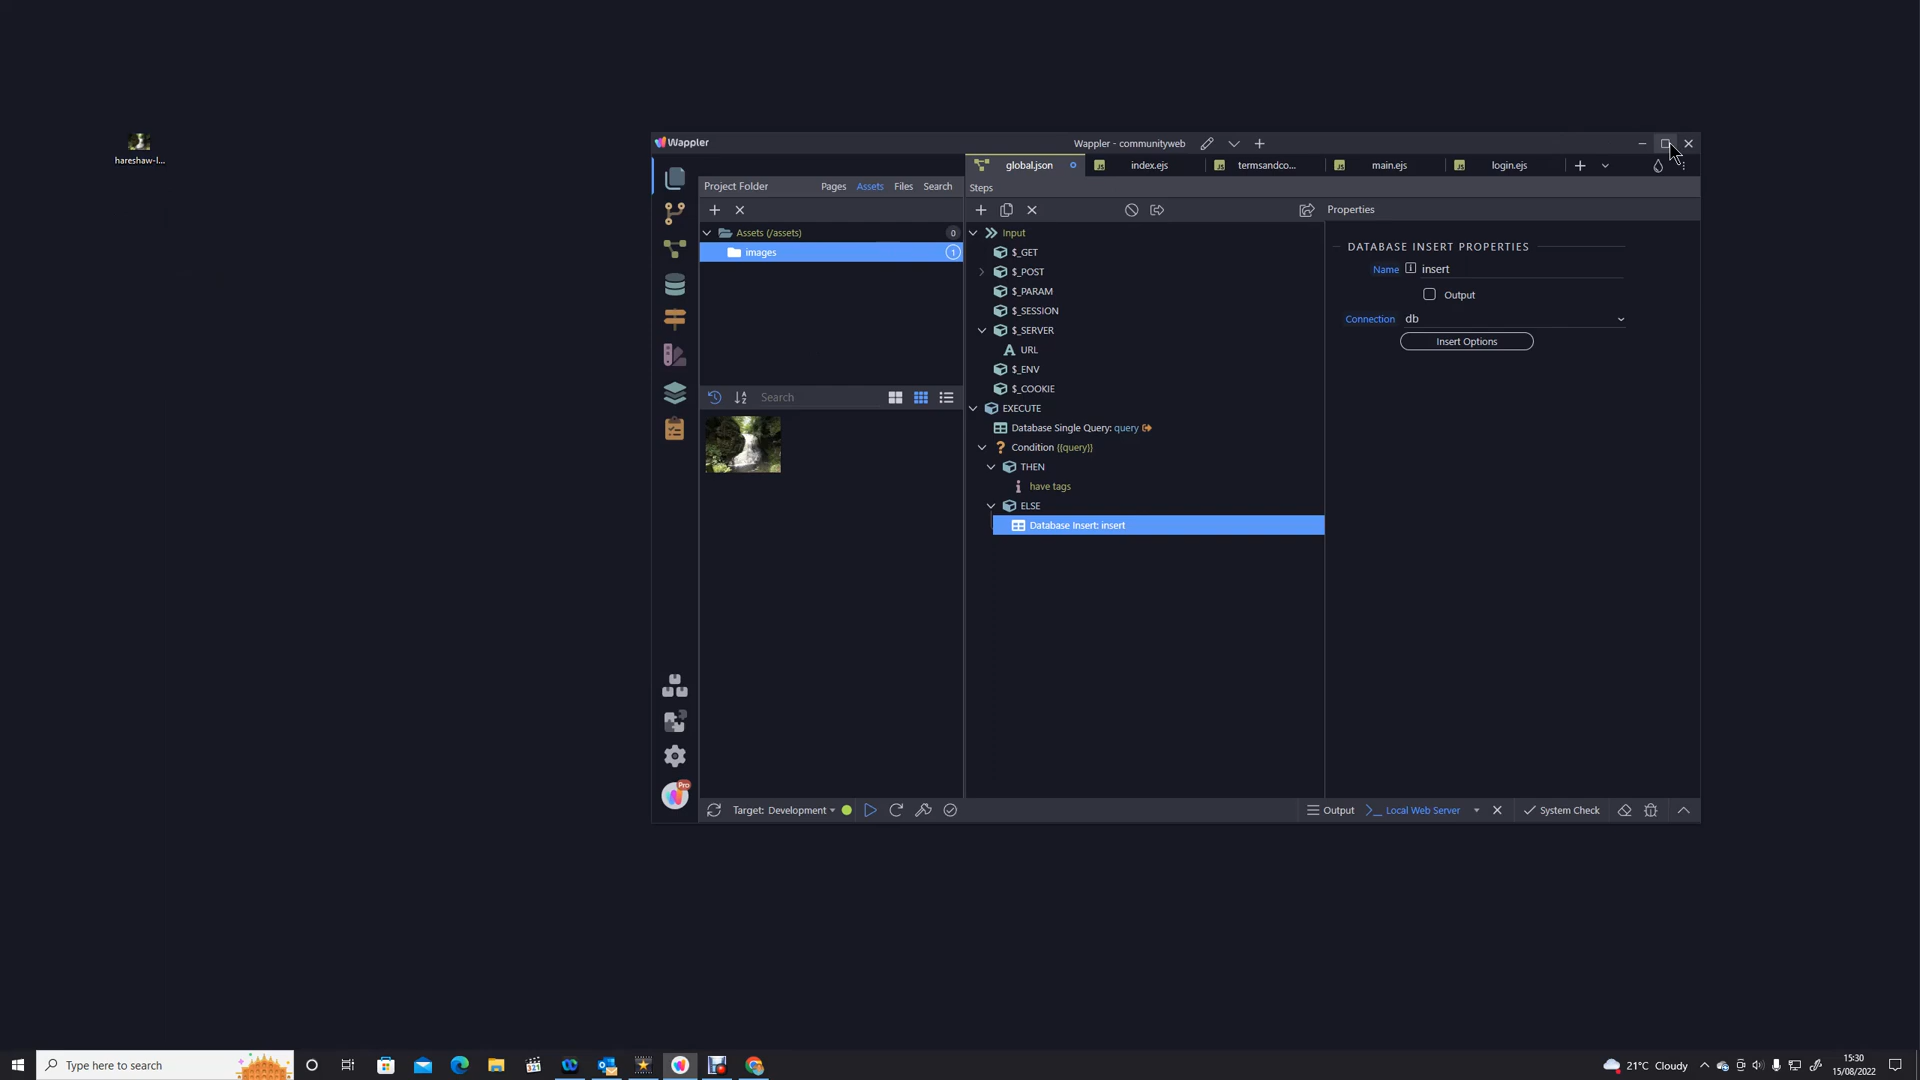 hareshaw-l...
Wappler
Wappler - communityweb
global.json
index.ejs
termsandco...
main.ejs
login.ejs
Project Folder
Pages
Assets
Files
Search
Steps
Properties
Assets (/assets)
0
images
1
Search
Input
$_GET
$_POST
$_PARAM
$_SESSION
$_SERVER
URL
$_ENV
$_COOKIE
EXECUTE
Database Single Query: query
Condition {{query}}
THEN
have tags
ELSE
Database Insert: insert
DATABASE INSERT PROPERTIES
Name
insert
Output
Connection
db
Insert Options
Pro
Target: Development
Output
Local Web Server
System Check
Type here to search
21°C Cloudy
15:30
15/08/2022